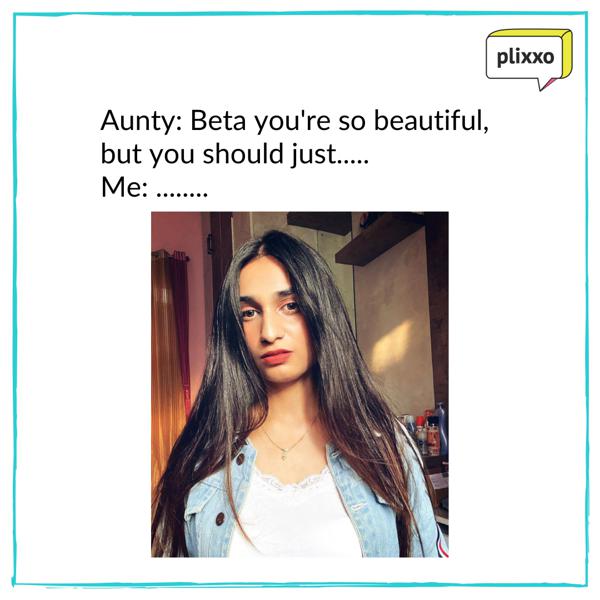 plixxo
Aunty: Beta you're so beautiful,
but you should just.....
Me: ........